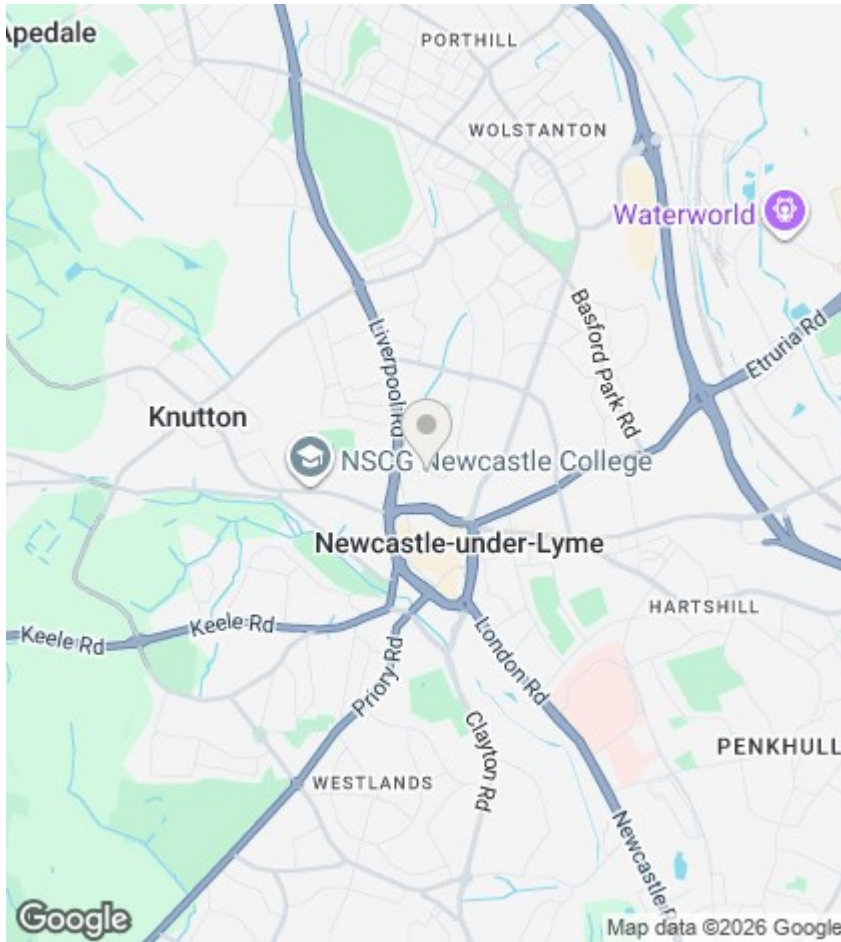 Apedale
PORTHILL
WOLSTANTON
Waterworld
Basford Park Rd
Etruria Rd
Liverpool Rd
Knutton
NSCG Newcastle College
Newcastle-under-Lyme
HARTSHILL
Keele Rd
Keele Rd
Priory Rd
London Rd
Clayton Rd
PENKHULL
WESTLANDS
Newcastle R
Google
Map data ©2026 Google